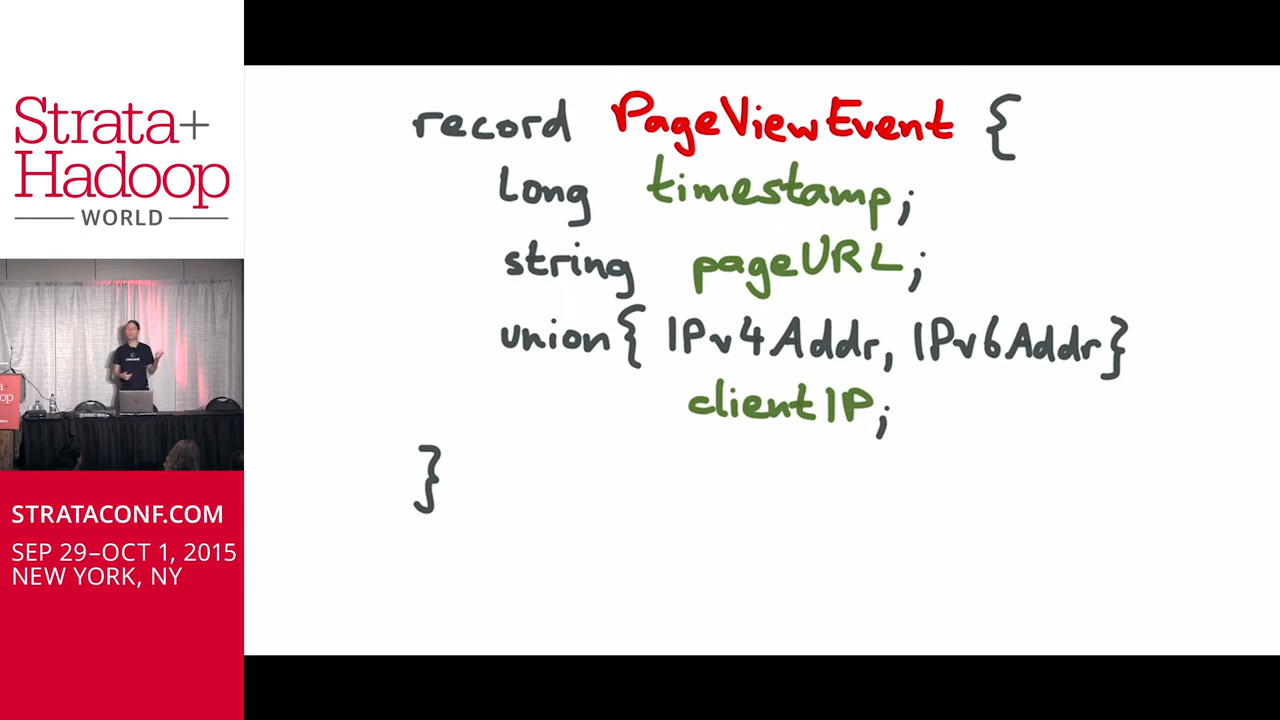 Strata+
Hadoop
WORLD
STRATACONF.COM
SEP 29–OCT 1, 2015
NEW YORK, NY
record PageViewEvent {
long timestamp;
string pageURL;
union{ IPv4Addr, IPv6Addr}
clientIP;
}